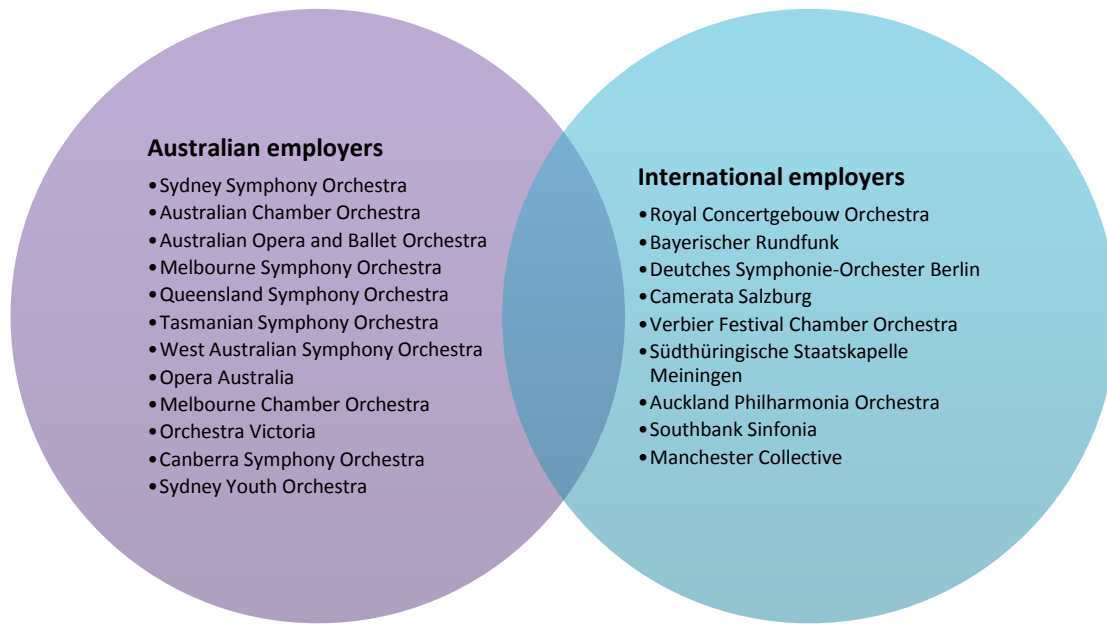 Australian employers
•Sydney Symphony Orchestra
•Australian Chamber Orchestra
•Australian Opera and Ballet Orchestra
•Melbourne Symphony Orchestra
•Queensland Symphony Orchestra
•Tasmanian Symphony Orchestra
•West Australian Symphony Orchestra
•Opera Australia
•Melbourne Chamber Orchestra
•Orchestra Victoria
•Canberra Symphony Orchestra
•Sydney Youth Orchestra
International employers
•Royal Concertgebouw Orchestra
•Bayerischer Rundfunk
•Deutches Symphonie-Orchester Berlin
•Camerata Salzburg
•Verbier Festival Chamber Orchestra
•Südthüringische Staatskapelle
Meiningen
•Auckland Philharmonia Orchestra
•Southbank Sinfonia
•Manchester Collective